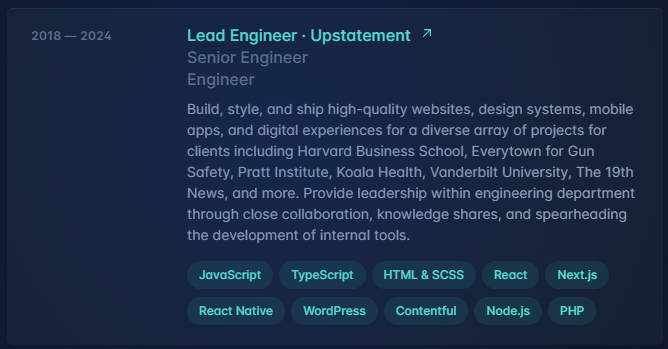 2018 — 2024
Lead Engineer · Upstatement ↗
Senior Engineer
Engineer
Build, style, and ship high-quality websites, design systems, mobile
apps, and digital experiences for a diverse array of projects for
clients including Harvard Business School, Everytown for Gun
Safety, Pratt Institute, Koala Health, Vanderbilt University, The 19th
News, and more. Provide leadership within engineering department
through close collaboration, knowledge shares, and spearheading
the development of internal tools.
JavaScript TypeScript HTML & SCSS React Next.js
React Native WordPress Contentful Node.js PHP